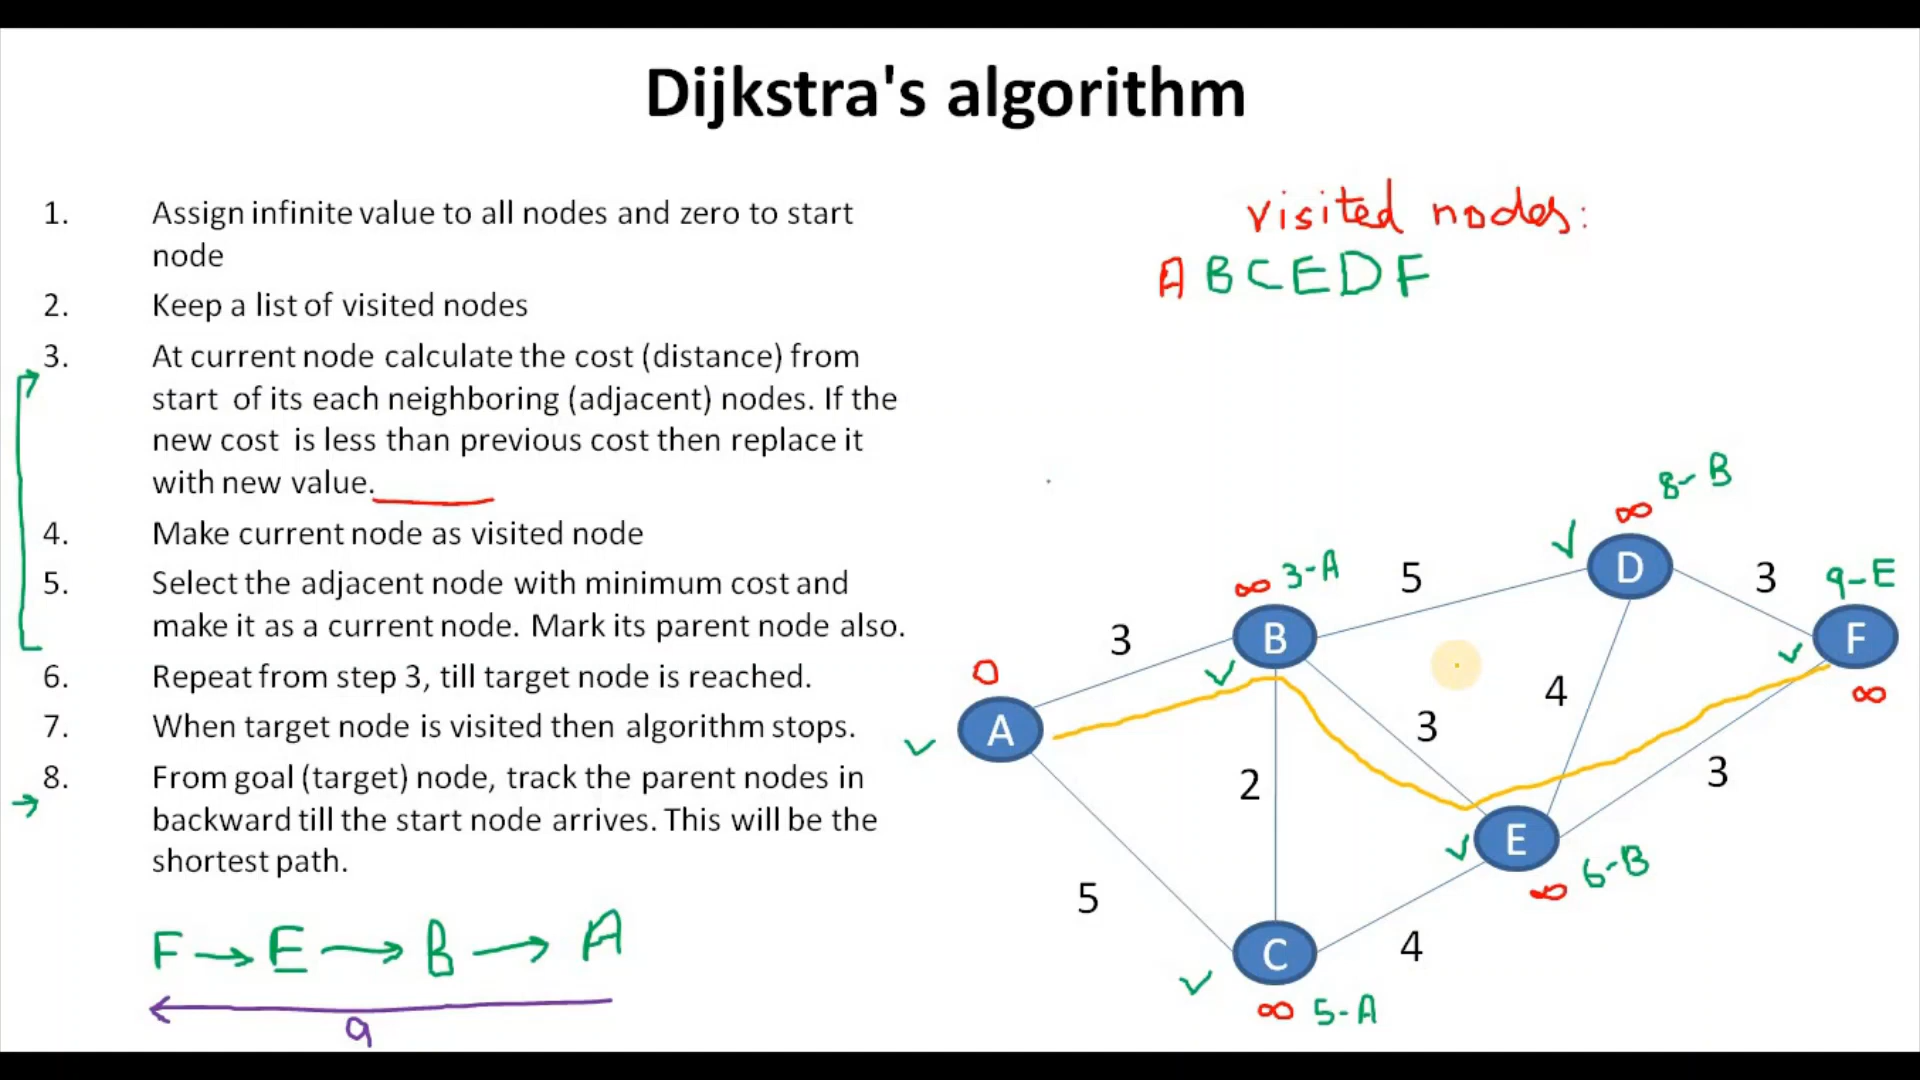 Dijkstra's algorithm
1. Assign infinite value to all nodes and zero to start
node
2. Keep a list of visited nodes
3. At current node calculate the cost (distance) from
start of its each neighboring (adjacent) nodes. If the
new cost is less than previous cost then replace it
with new value.
4. Make current node as visited node
5. Select the adjacent node with minimum cost and
make it as a current node. Mark its parent node also.
6. Repeat from step 3, till target node is reached.
7. When target node is visited then algorithm stops.
8. From goal (target) node, track the parent nodes in
backward till the start node arrives. This will be the
shortest path.
F → E → B → A
9
visited nodes:
A B C E D F
8-B
∞
D
∞ 3-A
5
3
9-E
B
F
3
0
4
∞
A
3
2
3
E
5
∞ 6-B
C
4
∞ 5-A